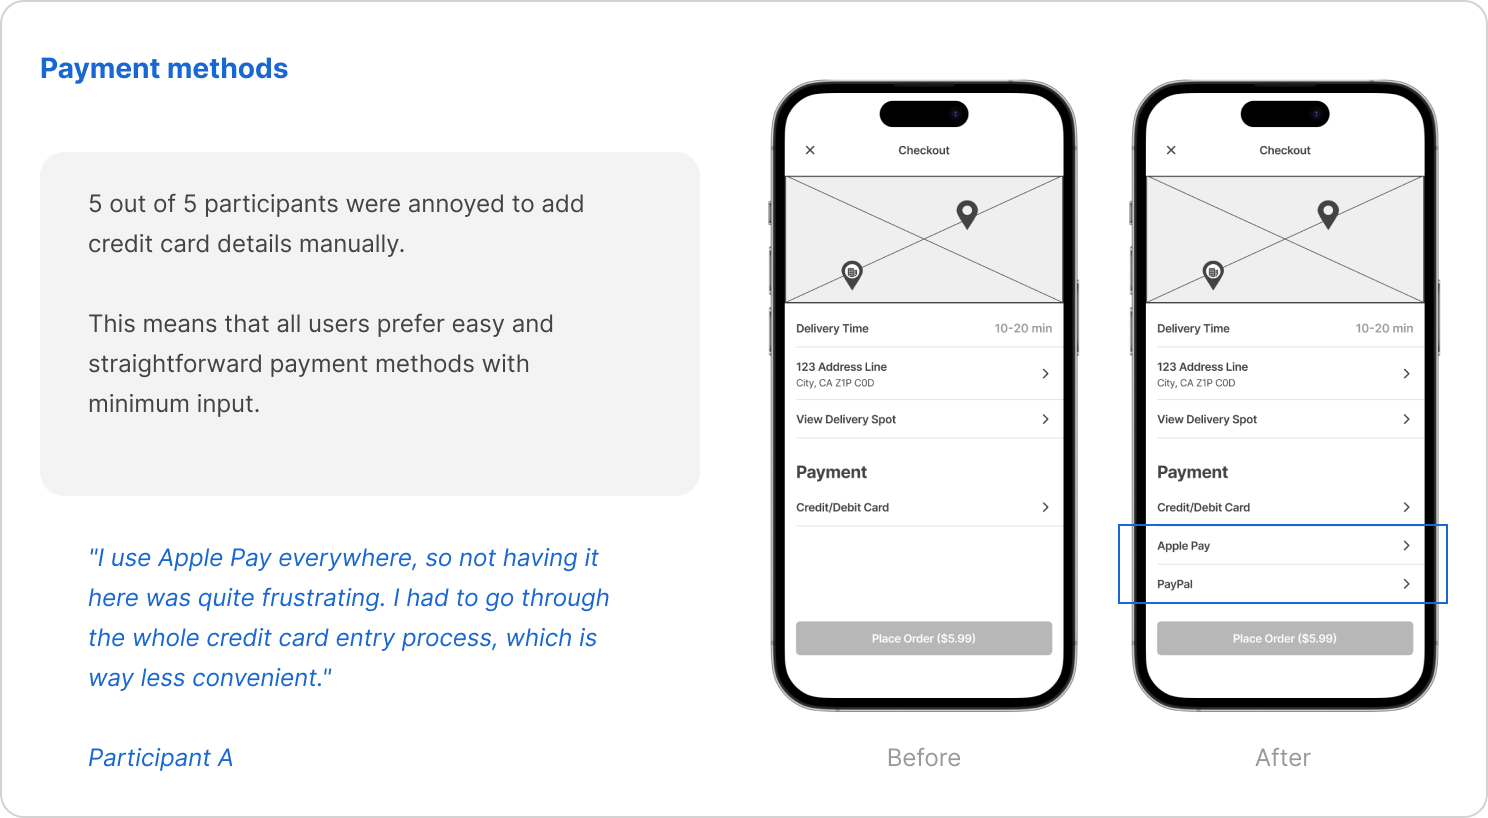 Payment methods
5 out of 5 participants were annoyed to add
credit card details manually.
This means that all users prefer easy and
straightforward payment methods with
minimum input.
"I use Apple Pay everywhere, so not having it
here was quite frustrating. I had to go through
the whole credit card entry process, which is
way less convenient."
Participant A
Checkout
Delivery Time 10-20 min
123 Address Line
City, CA Z1P C0D
View Delivery Spot
Payment
Credit/Debit Card
Place Order ($5.99)
Before
Checkout
Delivery Time 10-20 min
123 Address Line
City, CA Z1P C0D
View Delivery Spot
Payment
Credit/Debit Card
Apple Pay
PayPal
Place Order ($5.99)
After